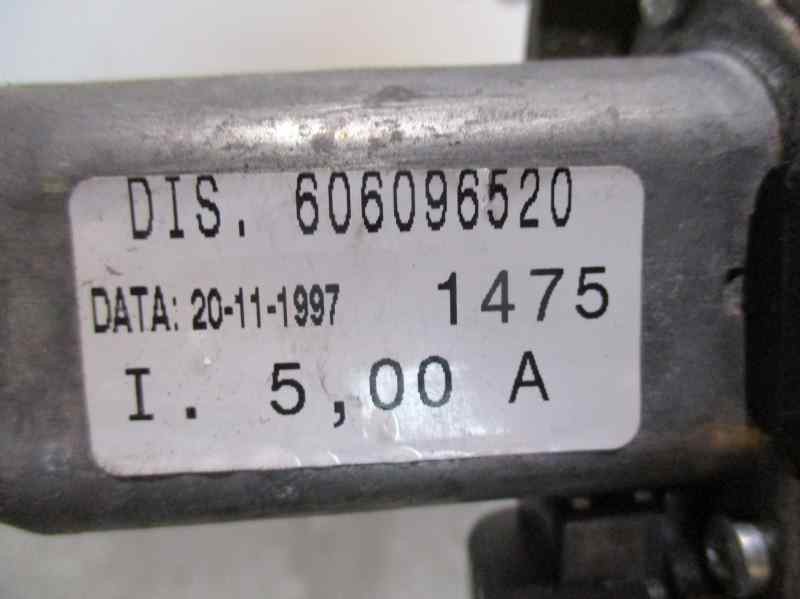 DIS. 606096520
DATA: 20-11-1997 1475
I. 5,00 A